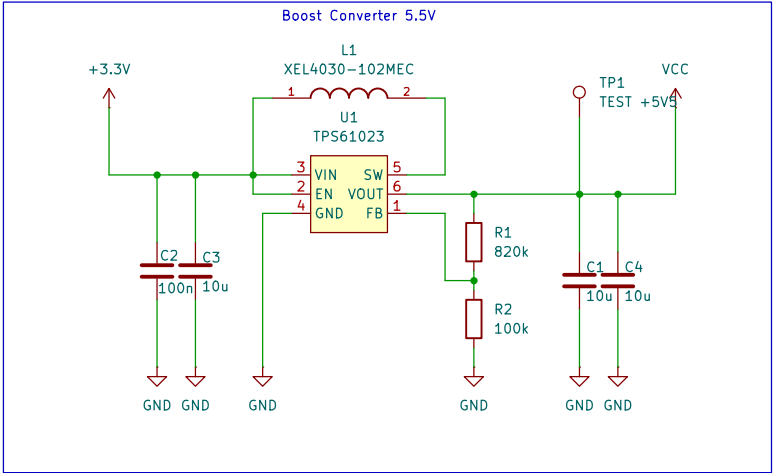 Boost Converter 5.5V
L1
XEL4030-102MEC
+3.3V
1
2
TP1
TEST +5V5
VCC
U1
TPS61023
3
VIN
SW
5
2
EN
VOUT
6
4
GND
FB
1
R1
820k
C2
100n
C3
10u
C1
10u
C4
10u
R2
100k
GND
GND
GND
GND
GND
GND